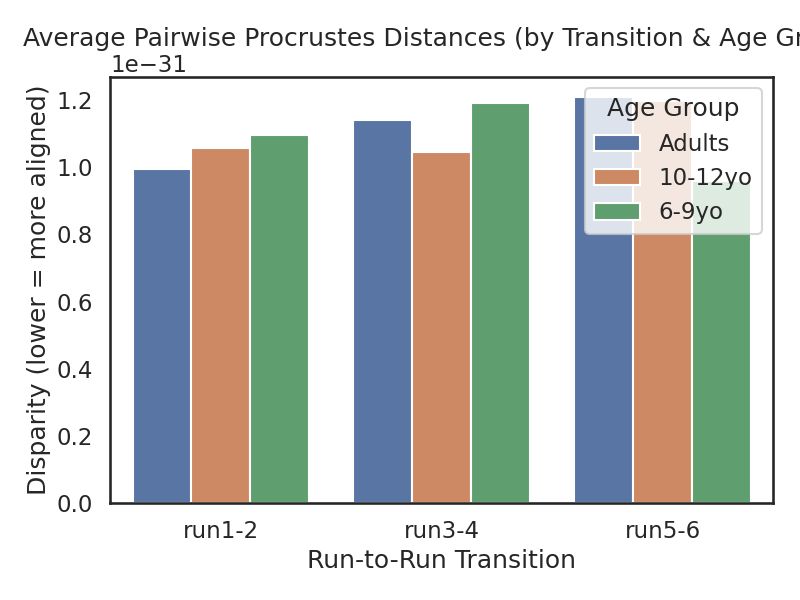 Average Pairwise Procrustes Distances (by Transition & Age Gr
1e−31
Disparity (lower = more aligned)
1.2
1.0
0.8
0.6
0.4
0.2
0.0
Age Group
Adults
10-12yo
6-9yo
run1-2
run3-4
run5-6
Run-to-Run Transition